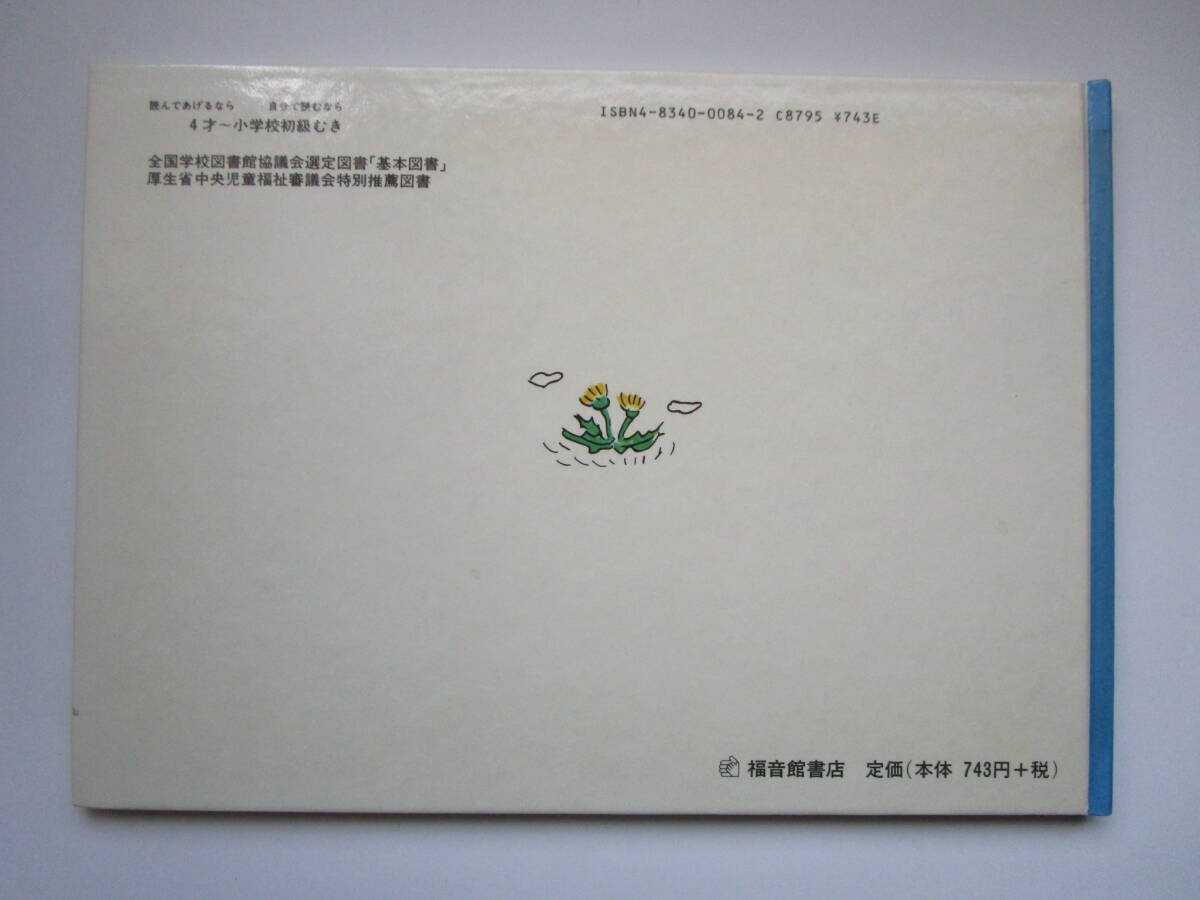 読んであげるなら 自分で読むなら
4才～小学校初級むき
全国学校図書館協議会選定図書「基本図書」
厚生省中央児童福祉審議会特別推薦図書
ISBN4-8340-0084-2 C8795 ¥743E
福音館書店 定価(本体 743円+税)